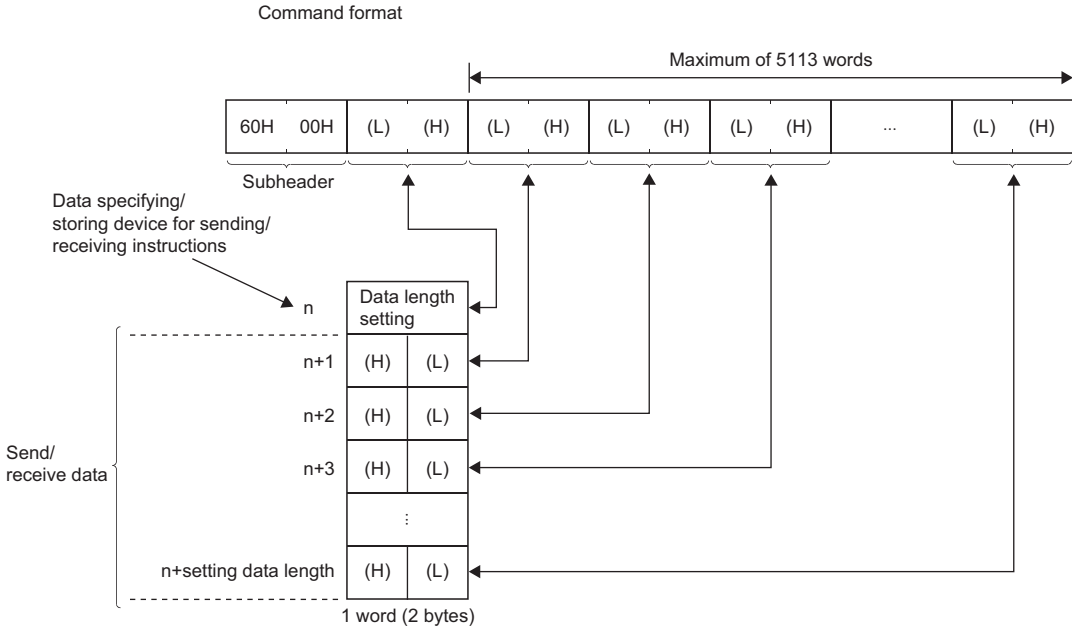 Command format
Maximum of 5113 words
60H 00H (L) (H) (L) (H) (L) (H) (L) (H) ... (L) (H)
Subheader
Data specifying/
storing device for sending/
receiving instructions
n
Data length
setting
n+1 (H) (L)
n+2 (H) (L)
n+3 (H) (L)
⋮
Send/
receive data
n+setting data length (H) (L)
1 word (2 bytes)